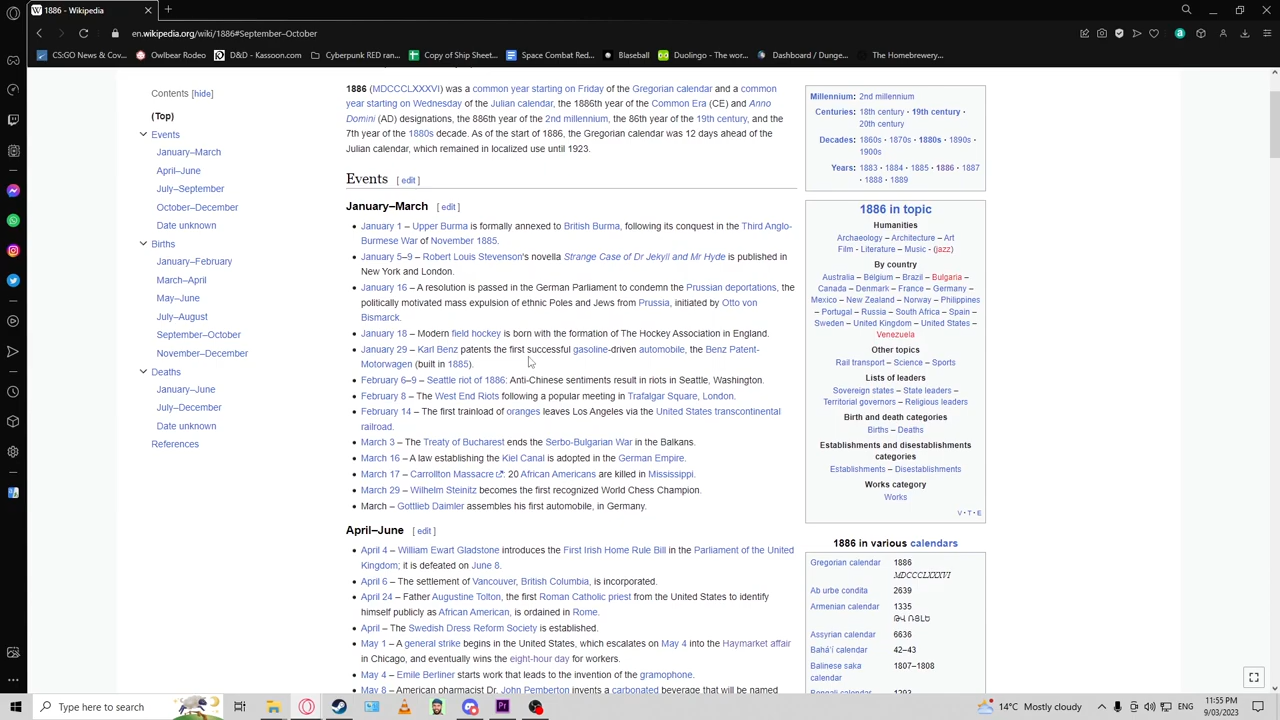 1886 - Wikipedia
en.wikipedia.org/wiki/1886#September–October
CS:GO News & Cov...
Owlbear Rodeo
D&D - Kassoon.com
Cyberpunk RED ran...
Copy of Ship Sheet...
Space Combat Red...
Blaseball
Duolingo - The wor...
Dashboard / Dunge...
The Homebrewery...
Contents [hide]
(Top)
Events
January–March
April–June
July–September
October–December
Date unknown
Births
January–February
March–April
May–June
July–August
September–October
November–December
Deaths
January–June
July–December
Date unknown
References
1886 (MDCCCLXXXVI) was a common year starting on Friday of the Gregorian calendar and a common
year starting on Wednesday of the Julian calendar, the 1886th year of the Common Era (CE) and Anno
Domini (AD) designations, the 886th year of the 2nd millennium, the 86th year of the 19th century, and the
7th year of the 1880s decade. As of the start of 1886, the Gregorian calendar was 12 days ahead of the
Julian calendar, which remained in localized use until 1923.
Events [ edit ]
January–March [ edit ]
• January 1 – Upper Burma is formally annexed to British Burma, following its conquest in the Third Anglo-
Burmese War of November 1885.
• January 5–9 – Robert Louis Stevenson's novella Strange Case of Dr Jekyll and Mr Hyde is published in
New York and London.
• January 16 – A resolution is passed in the German Parliament to condemn the Prussian deportations, the
politically motivated mass expulsion of ethnic Poles and Jews from Prussia, initiated by Otto von
Bismarck.
• January 18 – Modern field hockey is born with the formation of The Hockey Association in England.
• January 29 – Karl Benz patents the first successful gasoline-driven automobile, the Benz Patent-
Motorwagen (built in 1885).
• February 6–9 – Seattle riot of 1886: Anti-Chinese sentiments result in riots in Seattle, Washington.
• February 8 – The West End Riots following a popular meeting in Trafalgar Square, London.
• February 14 – The first trainload of oranges leaves Los Angeles via the United States transcontinental
railroad.
• March 3 – The Treaty of Bucharest ends the Serbo-Bulgarian War in the Balkans.
• March 16 – A law establishing the Kiel Canal is adopted in the German Empire.
• March 17 – Carrollton Massacre: 20 African Americans are killed in Mississippi.
• March 29 – Wilhelm Steinitz becomes the first recognized World Chess Champion.
• March – Gottlieb Daimler assembles his first automobile, in Germany.
April–June [ edit ]
• April 4 – William Ewart Gladstone introduces the First Irish Home Rule Bill in the Parliament of the United
Kingdom; it is defeated on June 8.
• April 6 – The settlement of Vancouver, British Columbia, is incorporated.
• April 24 – Father Augustine Tolton, the first Roman Catholic priest from the United States to identify
himself publicly as African American, is ordained in Rome.
• April – The Swedish Dress Reform Society is established.
• May 1 – A general strike begins in the United States, which escalates on May 4 into the Haymarket affair
in Chicago, and eventually wins the eight-hour day for workers.
• May 4 – Emile Berliner starts work that leads to the invention of the gramophone.
• May 8 – American pharmacist Dr. John Pemberton invents a carbonated beverage that will be named
Millennium: 2nd millennium
Centuries: 18th century · 19th century ·
20th century
Decades: 1860s · 1870s · 1880s · 1890s ·
1900s
Years: 1883 · 1884 · 1885 · 1886 · 1887
· 1888 · 1889
1886 in topic
Humanities
Archaeology – Architecture – Art
Film - Literature – Music - (jazz)
By country
Australia – Belgium – Brazil – Bulgaria –
Canada – Denmark – France – Germany –
Mexico – New Zealand – Norway – Philippines
– Portugal – Russia – South Africa – Spain –
Sweden – United Kingdom – United States –
Venezuela
Other topics
Rail transport – Science – Sports
Lists of leaders
Sovereign states – State leaders –
Territorial governors – Religious leaders
Birth and death categories
Births – Deaths
Establishments and disestablishments
categories
Establishments – Disestablishments
Works category
Works
V · T · E
1886 in various calendars
Gregorian calendar 1886
MDCCCLXXXVI
Ab urbe condita 2639
Armenian calendar 1335
ԹՎ ՌՅԼԵ
Assyrian calendar 6636
Bahá'í calendar 42–43
Balinese saka 1807–1808
calendar
Bengali calendar 1293
Type here to search
14°C Mostly cloudy
11:55 PM
9/03/2023